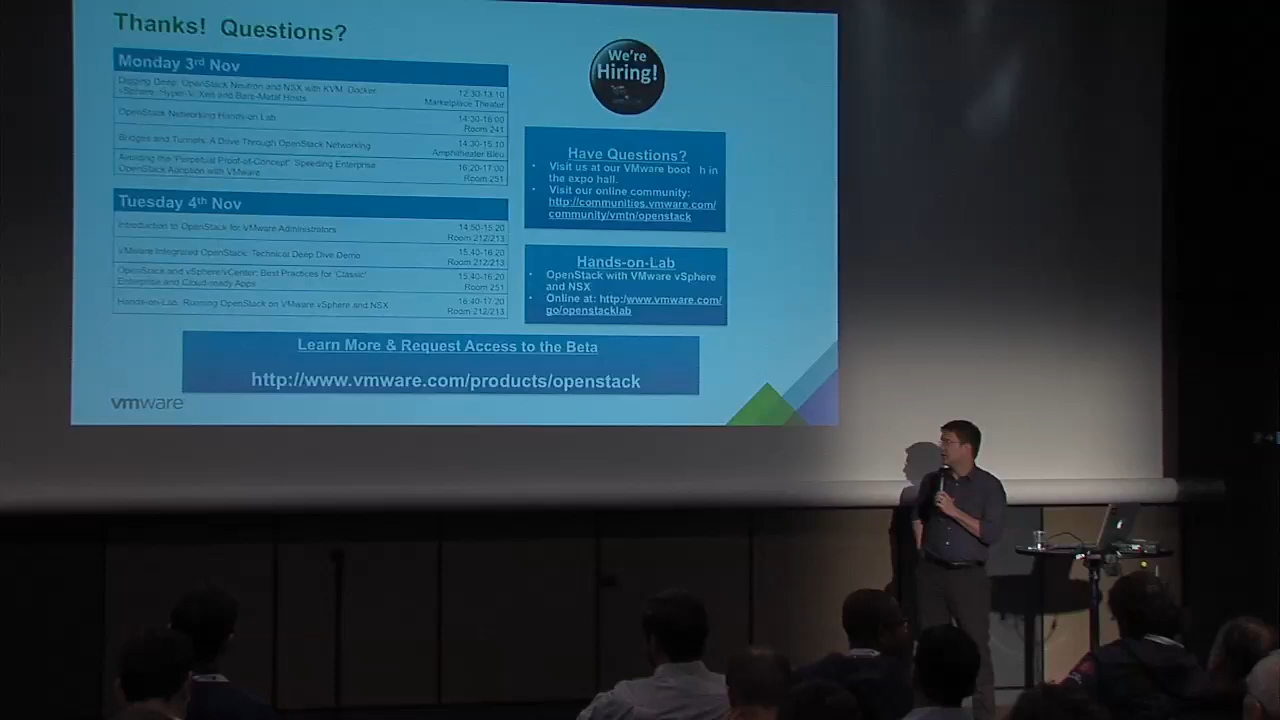 Thanks! Questions?
We're
Hiring!
Monday 3rd Nov
Digging Deep: OpenStack Neutron and NSX with KVM, Docker,
vSphere, Hyper-V, Xen and Bare-Metal Hosts
12:30-13:10
Marketplace Theater
OpenStack Networking Hands-on Lab
14:30-16:00
Room 241
Bridges and Tunnels: A Drive Through OpenStack Networking
14:30-15:10
Amphitheater Bleu
Avoiding the 'Perpetual Proof-of-Concept': Speeding Enterprise
OpenStack Adoption with VMware
16:20-17:00
Room 251
Tuesday 4th Nov
Introduction to OpenStack for VMware Administrators
14:50-15:20
Room 212/213
VMware Integrated OpenStack: Technical Deep Dive Demo
15:40-16:20
Room 212/213
OpenStack and vSphere/vCenter: Best Practices for 'Classic'
Enterprise and Cloud-ready Apps
15:40-16:20
Room 251
Hands-on-Lab: Running OpenStack on VMware vSphere and NSX
16:40-17:20
Room 212/213
Have Questions?
• Visit us at our VMware boot h in
the expo hall.
• Visit our online community:
http://communities.vmware.com/
community/vmtn/openstack
Hands-on-Lab
• OpenStack with VMware vSphere
and NSX
• Online at: http:/www.vmware.com/
go/openstacklab
Learn More & Request Access to the Beta
http://www.vmware.com/products/openstack
vmware